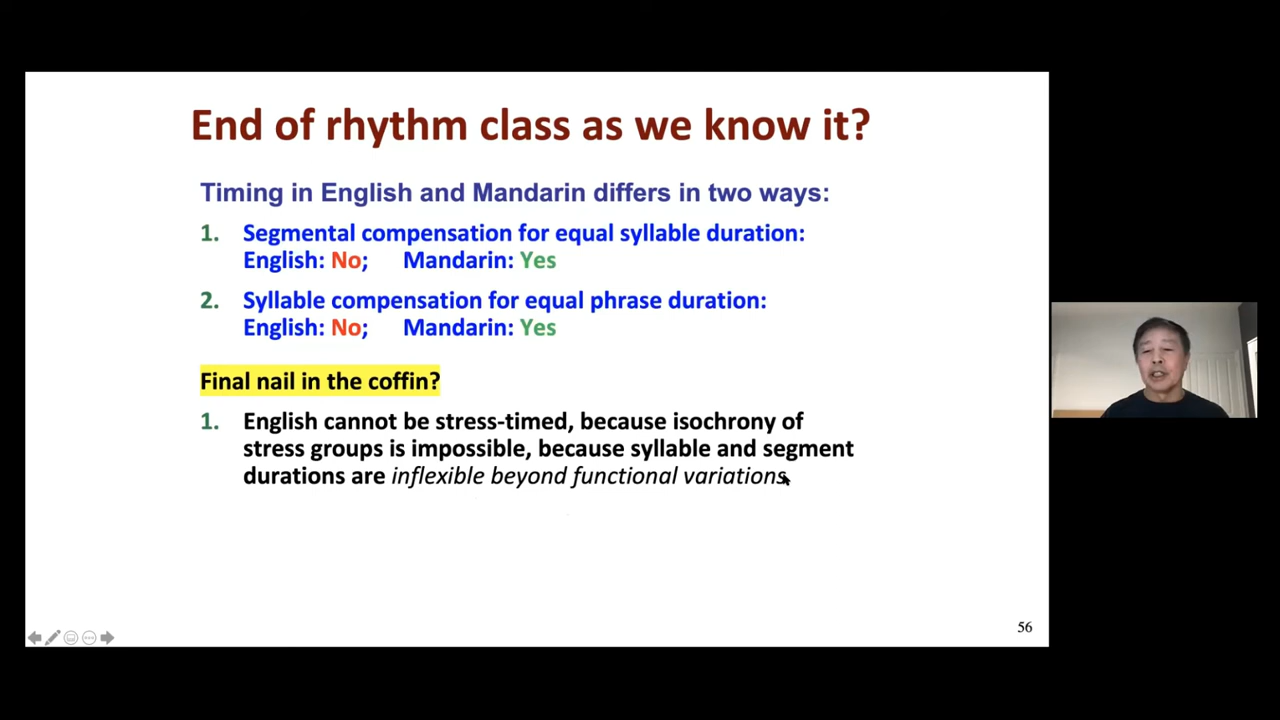 End of rhythm class as we know it?
Timing in English and Mandarin differs in two ways:
1. Segmental compensation for equal syllable duration:
English: No; Mandarin: Yes
2. Syllable compensation for equal phrase duration:
English: No; Mandarin: Yes
Final nail in the coffin?
1. English cannot be stress-timed, because isochrony of
stress groups is impossible, because syllable and segment
durations are inflexible beyond functional variations
56